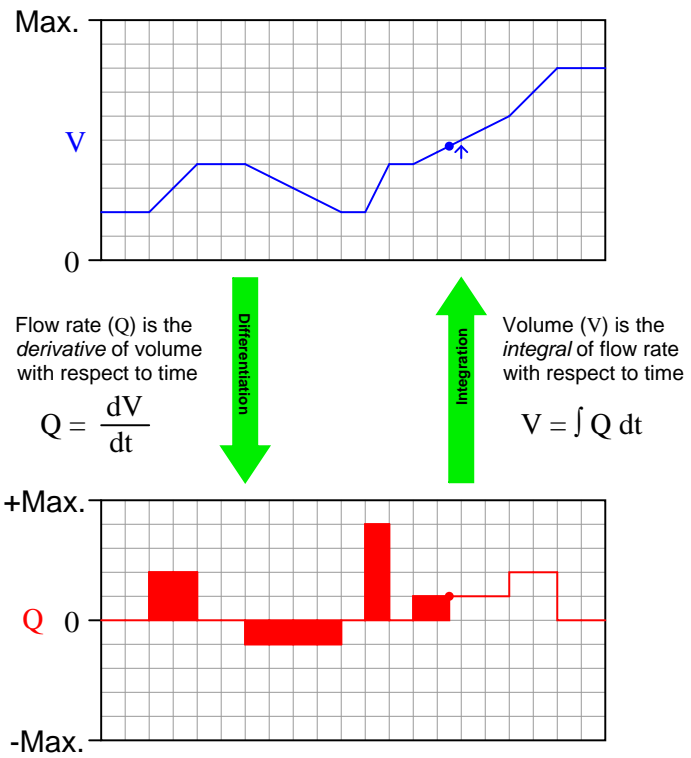 Max.
V
0
Flow rate (Q) is the
derivative of volume
with respect to time
Q = dV
dt
Differentiation
Integration
Volume (V) is the
integral of flow rate
with respect to time
V = ∫ Q dt
+Max.
Q 0
-Max.